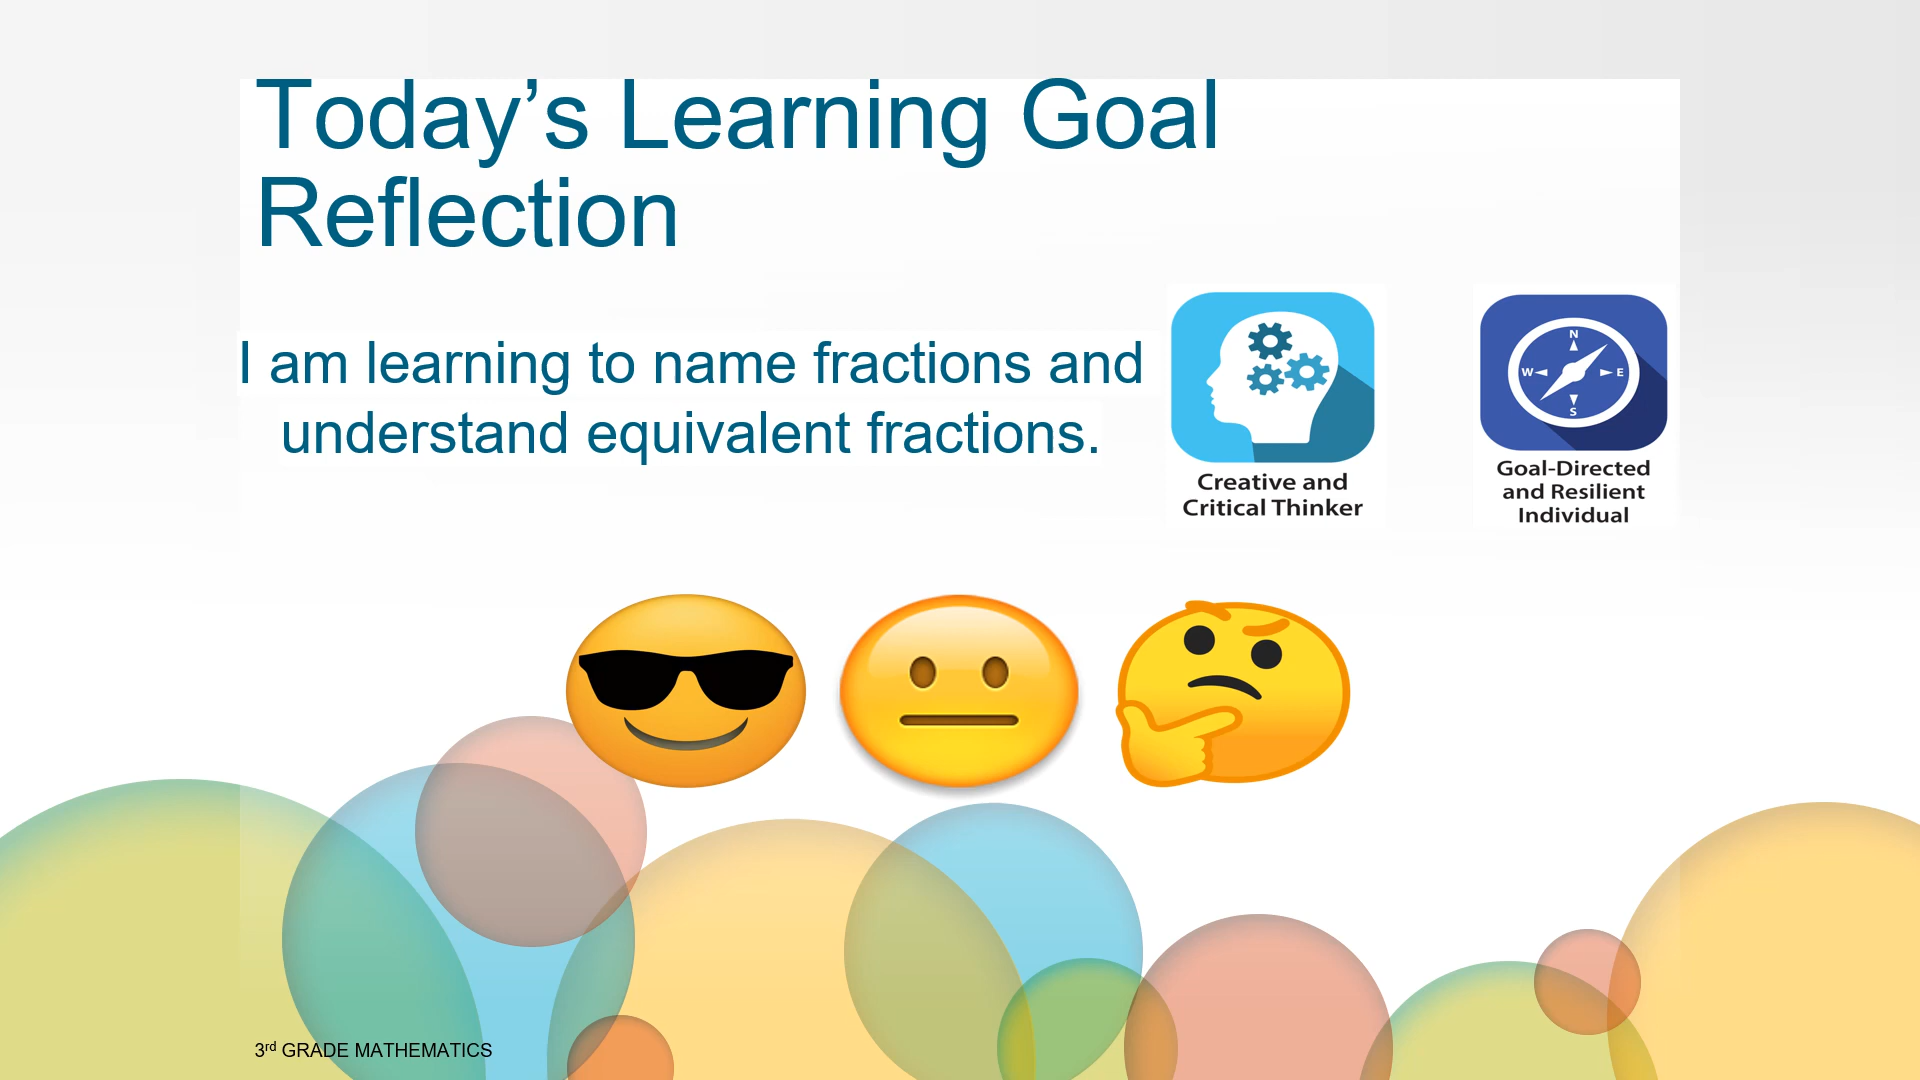 Today’s Learning Goal
Reflection
I am learning to name fractions and
understand equivalent fractions.
Creative and
Critical Thinker
N
W E
S
Goal-Directed
and Resilient
Individual
3rd GRADE MATHEMATICS